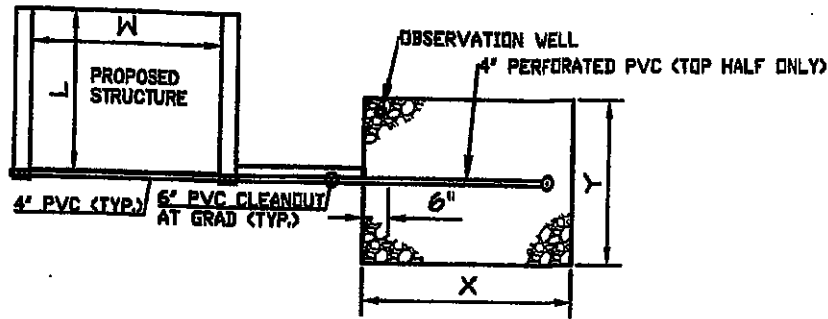 W
OBSERVATION WELL
4" PERFORATED PVC (TOP HALF ONLY)
L
PROPOSED
STRUCTURE
Y
4" PVC (TYP.)
6" PVC CLEANOUT
AT GRAD (TYP.)
6"
X